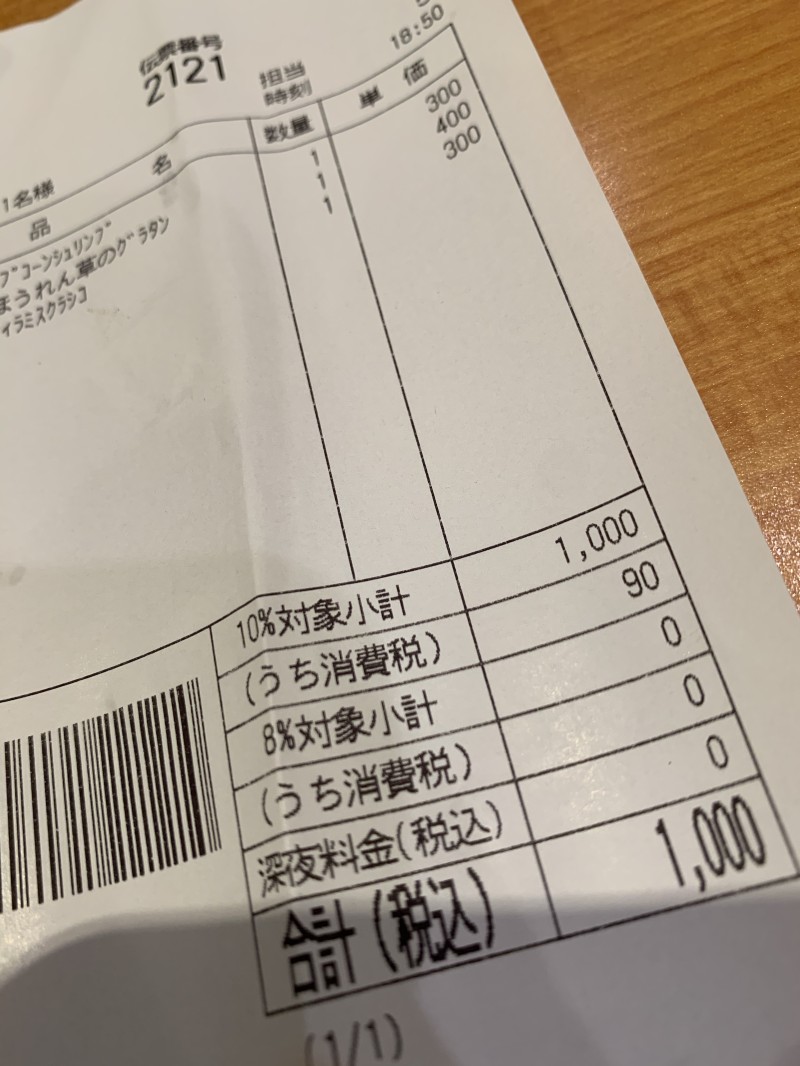 伝票番号
2121
担当
時刻
18:50
1名様
品 名 数量 単 価
ブコーンシュリンプ 1 300
ほうれん草のグラタン 1 400
ィラミスクラシコ 1 300
10%対象小計 1,000
(うち消費税) 90
8%対象小計 0
(うち消費税) 0
深夜料金(税込) 0
合計(税込) 1,000
(1/1)